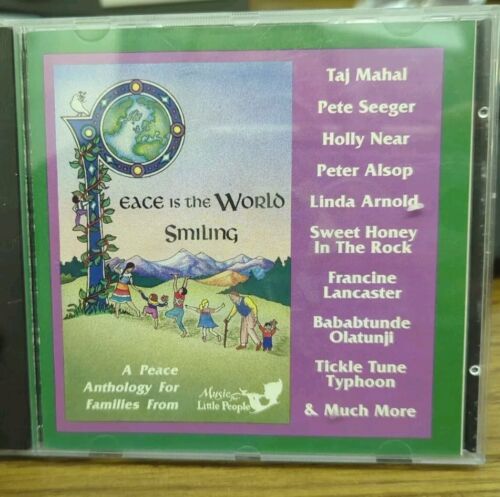 Peace is the World
Smiling
A Peace
Anthology For
Families From
Music for
Little People
Taj Mahal
Pete Seeger
Holly Near
Peter Alsop
Linda Arnold
Sweet Honey
In The Rock
Francine
Lancaster
Bababtunde
Olatunji
Tickle Tune
Typhoon
& Much More